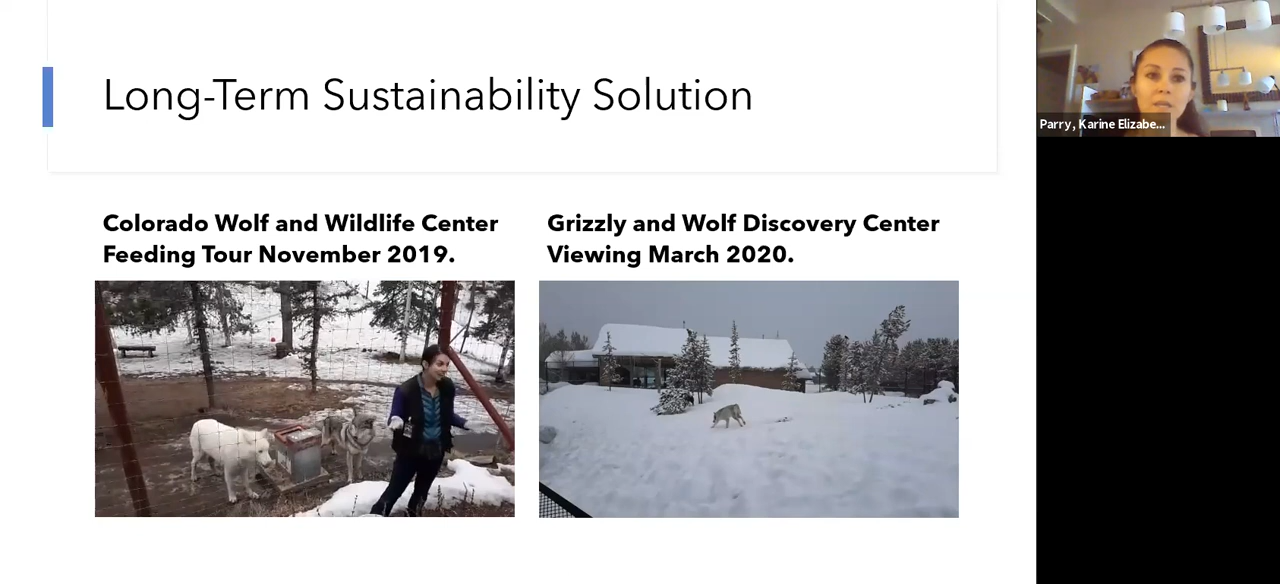 Long-Term Sustainability Solution
Colorado Wolf and Wildlife Center
Feeding Tour November 2019.
Grizzly and Wolf Discovery Center
Viewing March 2020.
Parry, Karine Elizabe...